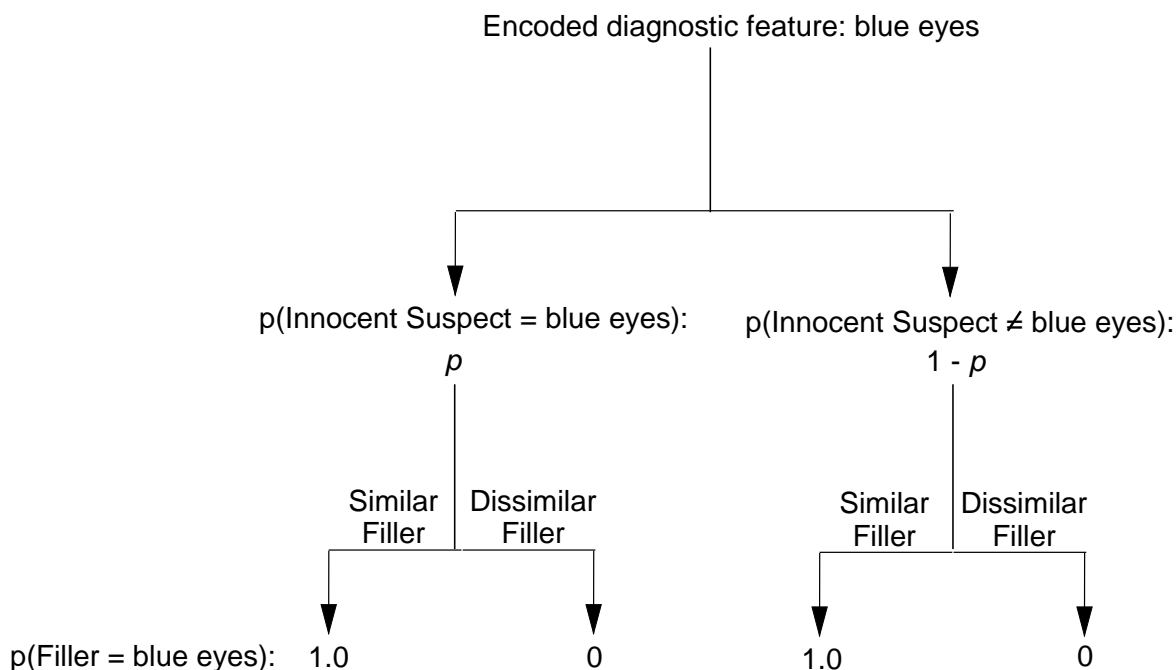 Encoded diagnostic feature: blue eyes
p(Innocent Suspect = blue eyes):
p
p(Innocent Suspect ≠ blue eyes):
1 - p
Similar
Filler
Dissimilar
Filler
Similar
Filler
Dissimilar
Filler
p(Filler = blue eyes): 1.0 0 1.0 0